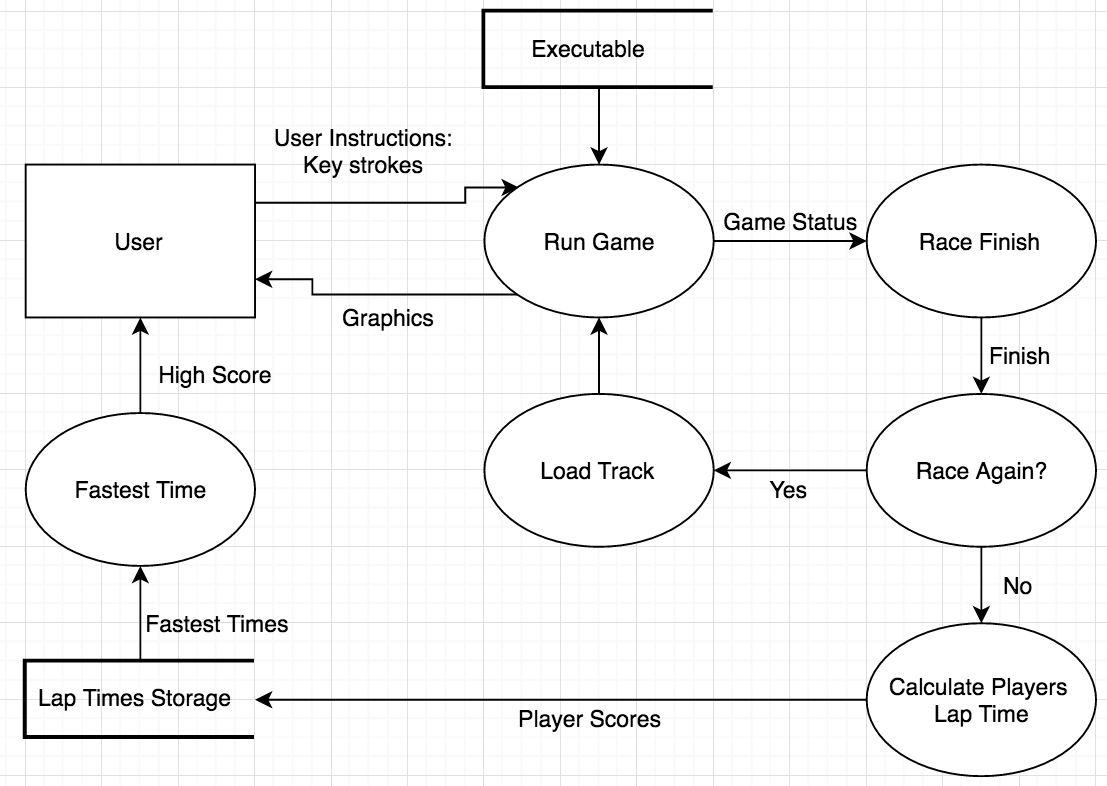 Executable
User Instructions:
Key strokes
User
Run Game
Game Status
Race Finish
Graphics
Finish
High Score
Load Track
Race Again?
Yes
Fastest Time
No
Fastest Times
Lap Times Storage
Calculate Players
Lap Time
Player Scores